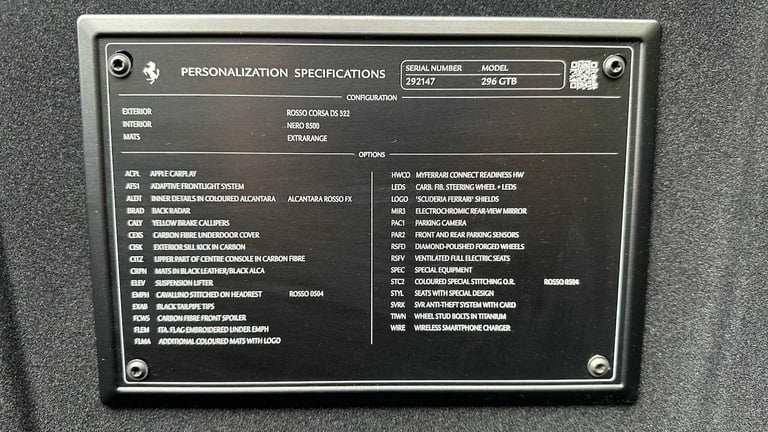 PERSONALIZATION SPECIFICATIONS
SERIAL NUMBER MODEL
292147 296 GTB
CONFIGURATION
EXTERIOR ROSSO CORSA DS 322
INTERIOR NERO 8500
MATS EXTRARANGE
OPTIONS
ACPL APPLE CARPLAY
AFS1 ADAPTIVE FRONTLIGHT SYSTEM
ALDT INNER DETAILS IN COLOURED ALCANTARA ALCANTARA ROSSO FX
BRAD BACK RADAR
CALY YELLOW BRAKE CALLIPERS
CEXS CARBON FIBRE UNDERDOOR COVER
CISK EXTERIOR SILL KICK IN CARBON
CITZ UPPER PART OF CENTRE CONSOLE IN CARBON FIBRE
CRPN MATS IN BLACK LEATHER/BLACK ALCA
ELEV SUSPENSION LIFTER
EMPH CAVALLINO STITCHED ON HEADREST ROSSO 0504
EXAB BLACK TAILPIPE TIPS
FCWS CARBON FIBRE FRONT SPOILER
FLEM ITA. FLAG EMBROIDERED UNDER EMPH
FLMA ADDITIONAL COLOURED MATS WITH LOGO
HWCO MYFERRARI CONNECT READINESS HW
LEDS CARB. FIB. STEERING WHEEL + LEDS
LOGO 'SCUDERIA FERRARI' SHIELDS
MIR3 ELECTROCHROMIC REAR-VIEW MIRROR
PAC1 PARKING CAMERA
PAR2 FRONT AND REAR PARKING SENSORS
RSFD DIAMOND-POLISHED FORGED WHEELS
RSFV VENTILATED FULL ELECTRIC SEATS
SPEC SPECIAL EQUIPMENT
STC2 COLOURED SPECIAL STITCHING O.R. ROSSO 0504
STYL SEATS WITH SPECIAL DESIGN
SVRK SVR ANTI-THEFT SYSTEM WITH CARD
TIWN WHEEL STUD BOLTS IN TITANIUM
WIRE WIRELESS SMARTPHONE CHARGER